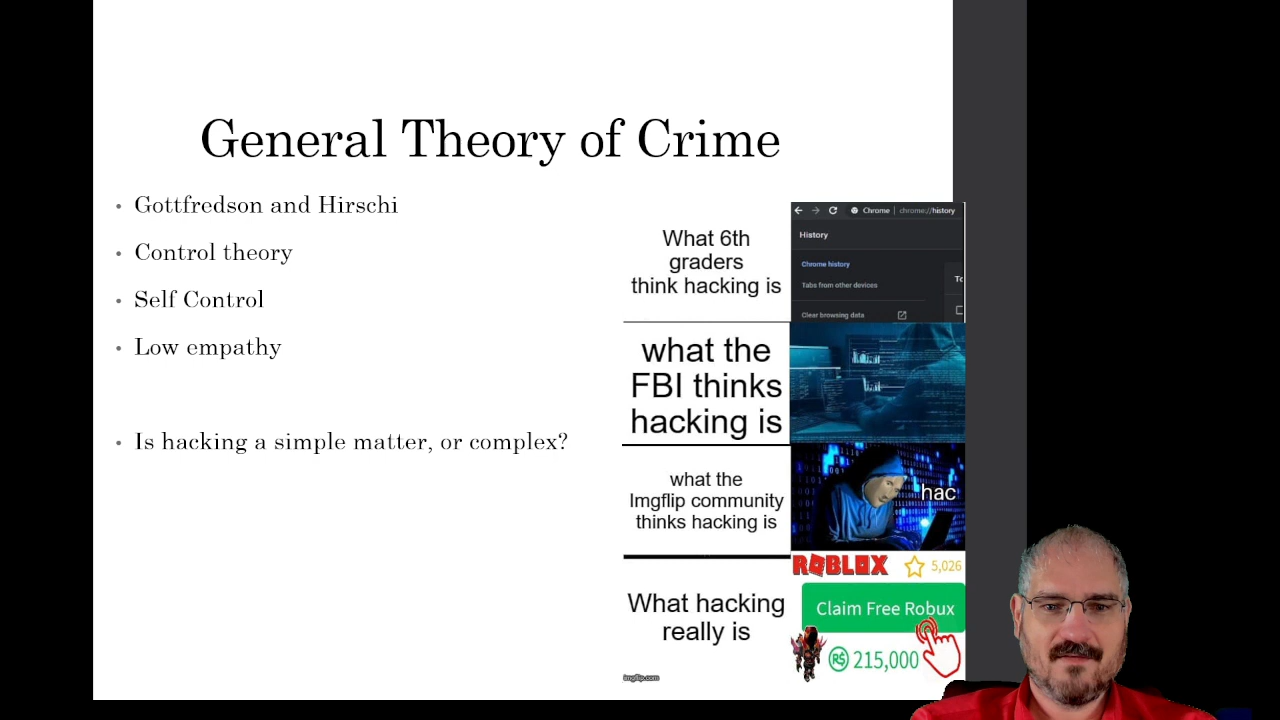 General Theory of Crime
• Gottfredson and Hirschi
• Control theory
• Self Control
• Low empathy
• Is hacking a simple matter, or complex?
What 6th
graders
think hacking is
Chrome | chrome://history
History
Chrome history
Tabs from other devices
Clear browsing data
what the
FBI thinks
hacking is
what the
Imgflip community
thinks hacking is
hac
What hacking
really is
ROBLOX 5,026
Claim Free Robux
R$ 215,000
imgflip.com